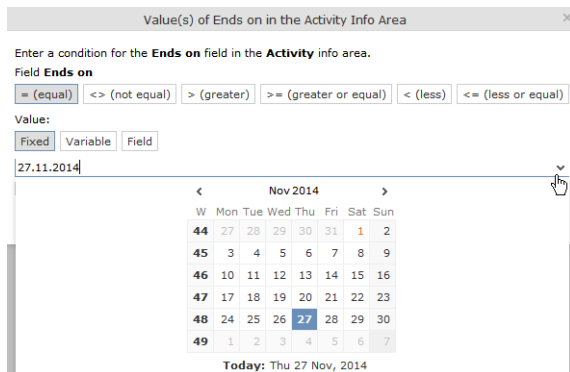 Value(s) of Ends on in the Activity Info Area
Enter a condition for the Ends on field in the Activity info area.
Field Ends on
= (equal) <> (not equal) > (greater) >= (greater or equal) < (less) <= (less or equal)
Value:
Fixed Variable Field
27.11.2014
Nov 2014
W Mon Tue Wed Thu Fri Sat Sun
44 27 28 29 30 31 1 2
45 3 4 5 6 7 8 9
46 10 11 12 13 14 15 16
47 17 18 19 20 21 22 23
48 24 25 26 27 28 29 30
49 1 2 3 4 5 6 7
Today: Thu 27 Nov, 2014